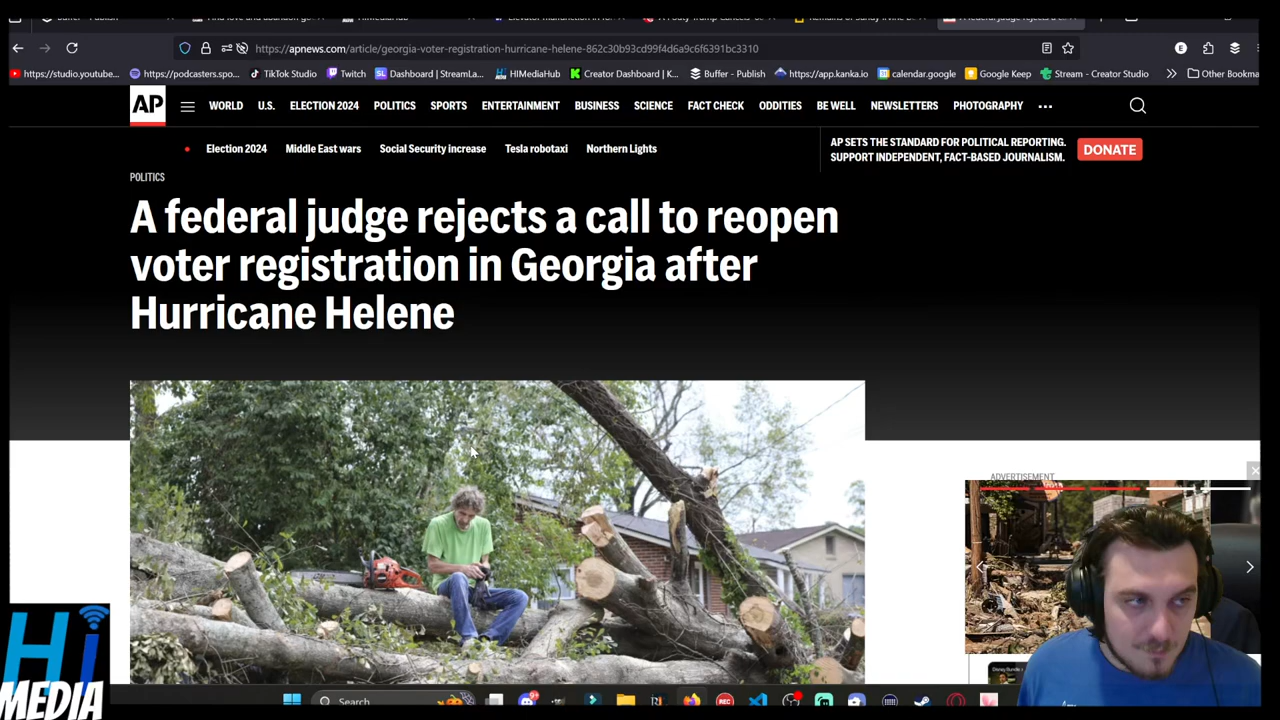 https://apnews.com/article/georgia-voter-registration-hurricane-helene-862c30b93cd99f4d6a9c6f6391bc3310
https://studio.youtube...
https://podcasters.spo...
TikTok Studio
Twitch
Dashboard | StreamLa...
HIMediaHub
Creator Dashboard | K...
Buffer - Publish
https://app.kanka.io
calendar.google
Google Keep
Stream - Creator Studio
Other Bookma
AP
WORLD
U.S.
ELECTION 2024
POLITICS
SPORTS
ENTERTAINMENT
BUSINESS
SCIENCE
FACT CHECK
ODDITIES
BE WELL
NEWSLETTERS
PHOTOGRAPHY
Election 2024
Middle East wars
Social Security increase
Tesla robotaxi
Northern Lights
AP SETS THE STANDARD FOR POLITICAL REPORTING.
SUPPORT INDEPENDENT, FACT-BASED JOURNALISM.
DONATE
POLITICS
A federal judge rejects a call to reopen
voter registration in Georgia after
Hurricane Helene
ADVERTISEMENT
Hi
MEDIA
Search
REC